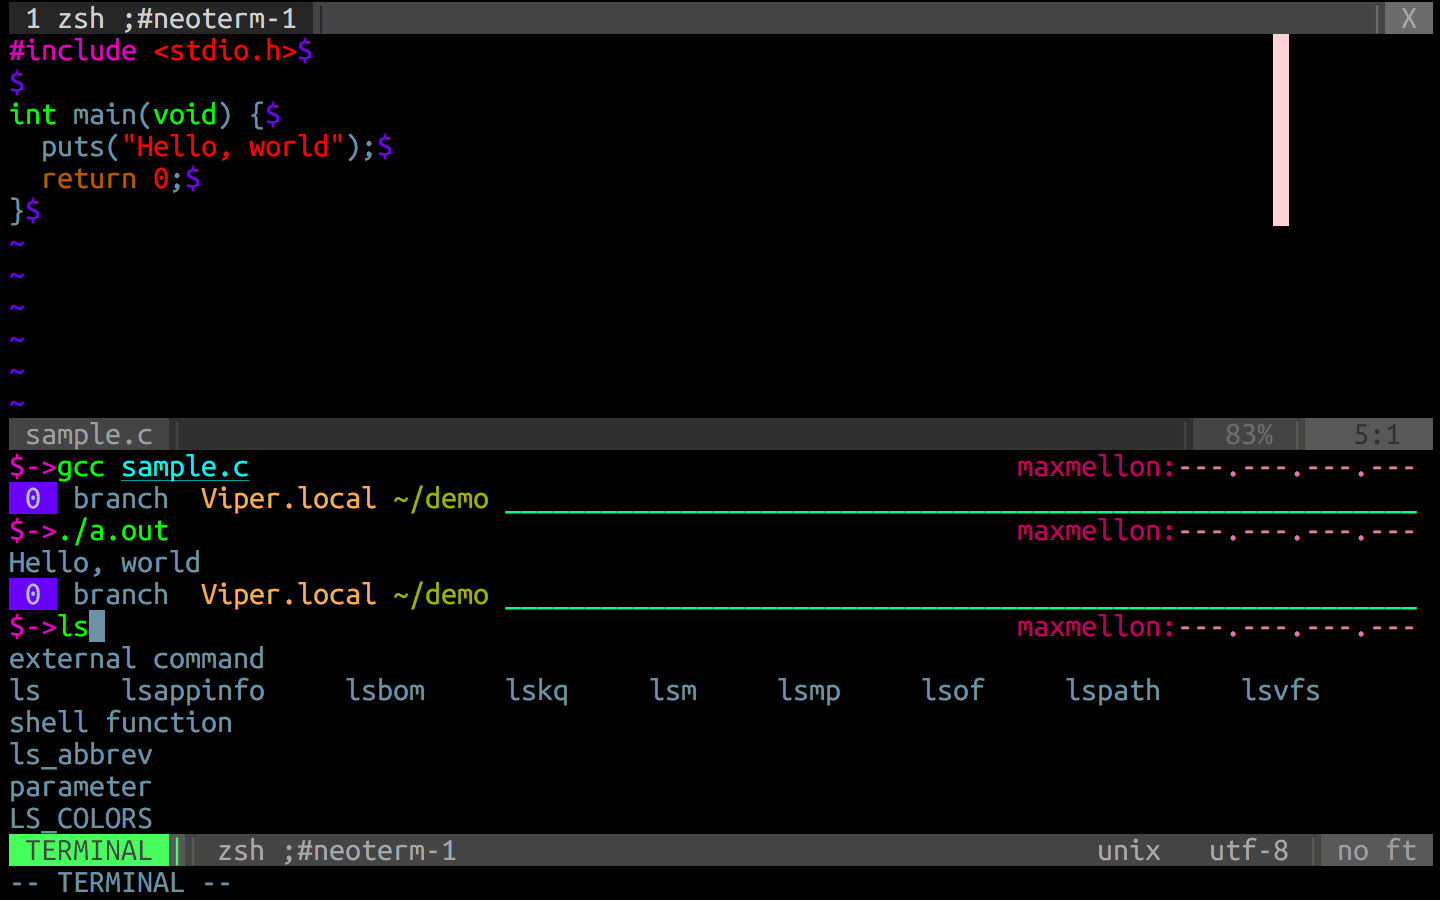 1 zsh ;#neoterm-1 X
#include <stdio.h>$
$
int main(void) {$
  puts("Hello, world");$
  return 0;$
}$
~
~
~
~
~
~
sample.c 83% 5:1
$->gcc sample.c maxmellon:---.---.---.---
0 branch Viper.local ~/demo _________________________________________________________
$->./a.out maxmellon:---.---.---.---
Hello, world
0 branch Viper.local ~/demo _________________________________________________________
$->ls maxmellon:---.---.---.---
external command
ls lsappinfo lsbom lskq lsm lsmp lsof lspath lsvfs
shell function
ls_abbrev
parameter
LS_COLORS
TERMINAL | zsh ;#neoterm-1 unix utf-8 no ft
-- TERMINAL --